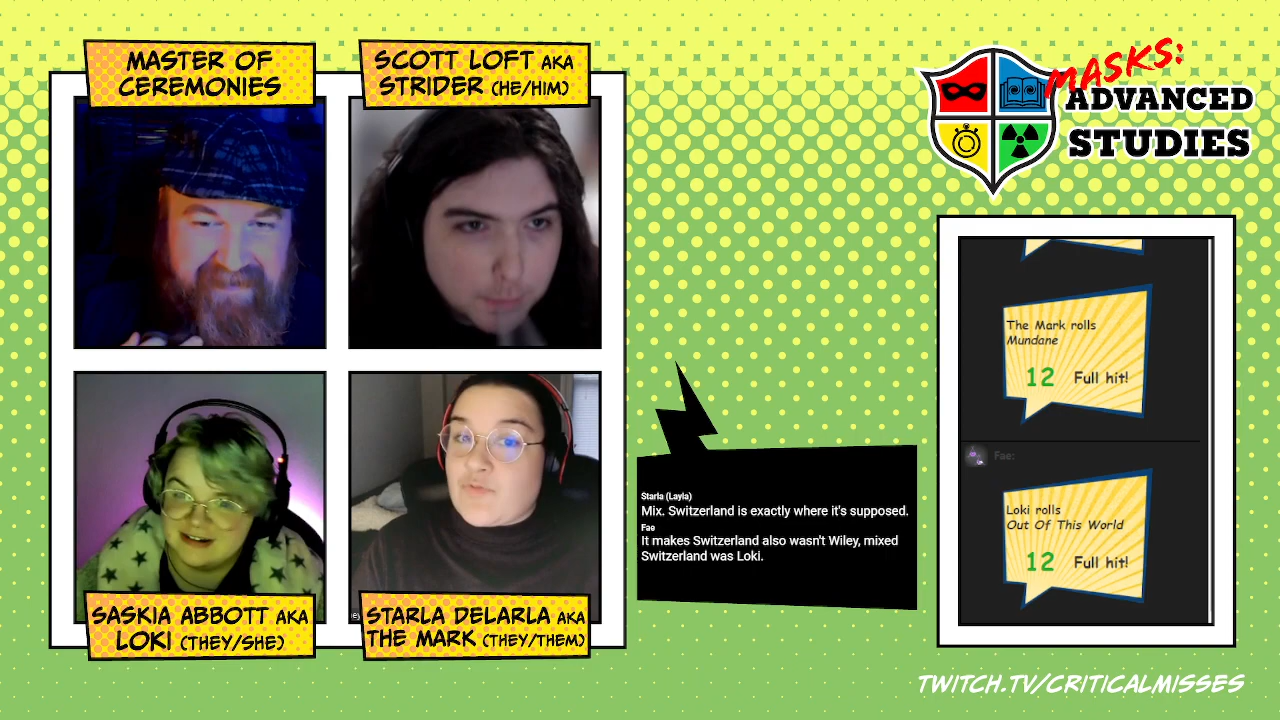 MASTER OF
CEREMONIES
SCOTT LOFT AKA
STRIDER (HE/HIM)
MASKS:
ADVANCED
STUDIES
The Mark rolls
Mundane
12 Full hit!
Fae:
Loki rolls
Out Of This World
12 Full hit!
Starla (Layla)
Mix. Switzerland is exactly where it's supposed.
Fae
It makes Switzerland also wasn't Wiley, mixed
Switzerland was Loki.
SASKIA ABBOTT AKA
LOKI (THEY/SHE)
STARLA DELARLA AKA
THE MARK (THEY/THEM)
TWITCH.TV/CRITICALMISSES